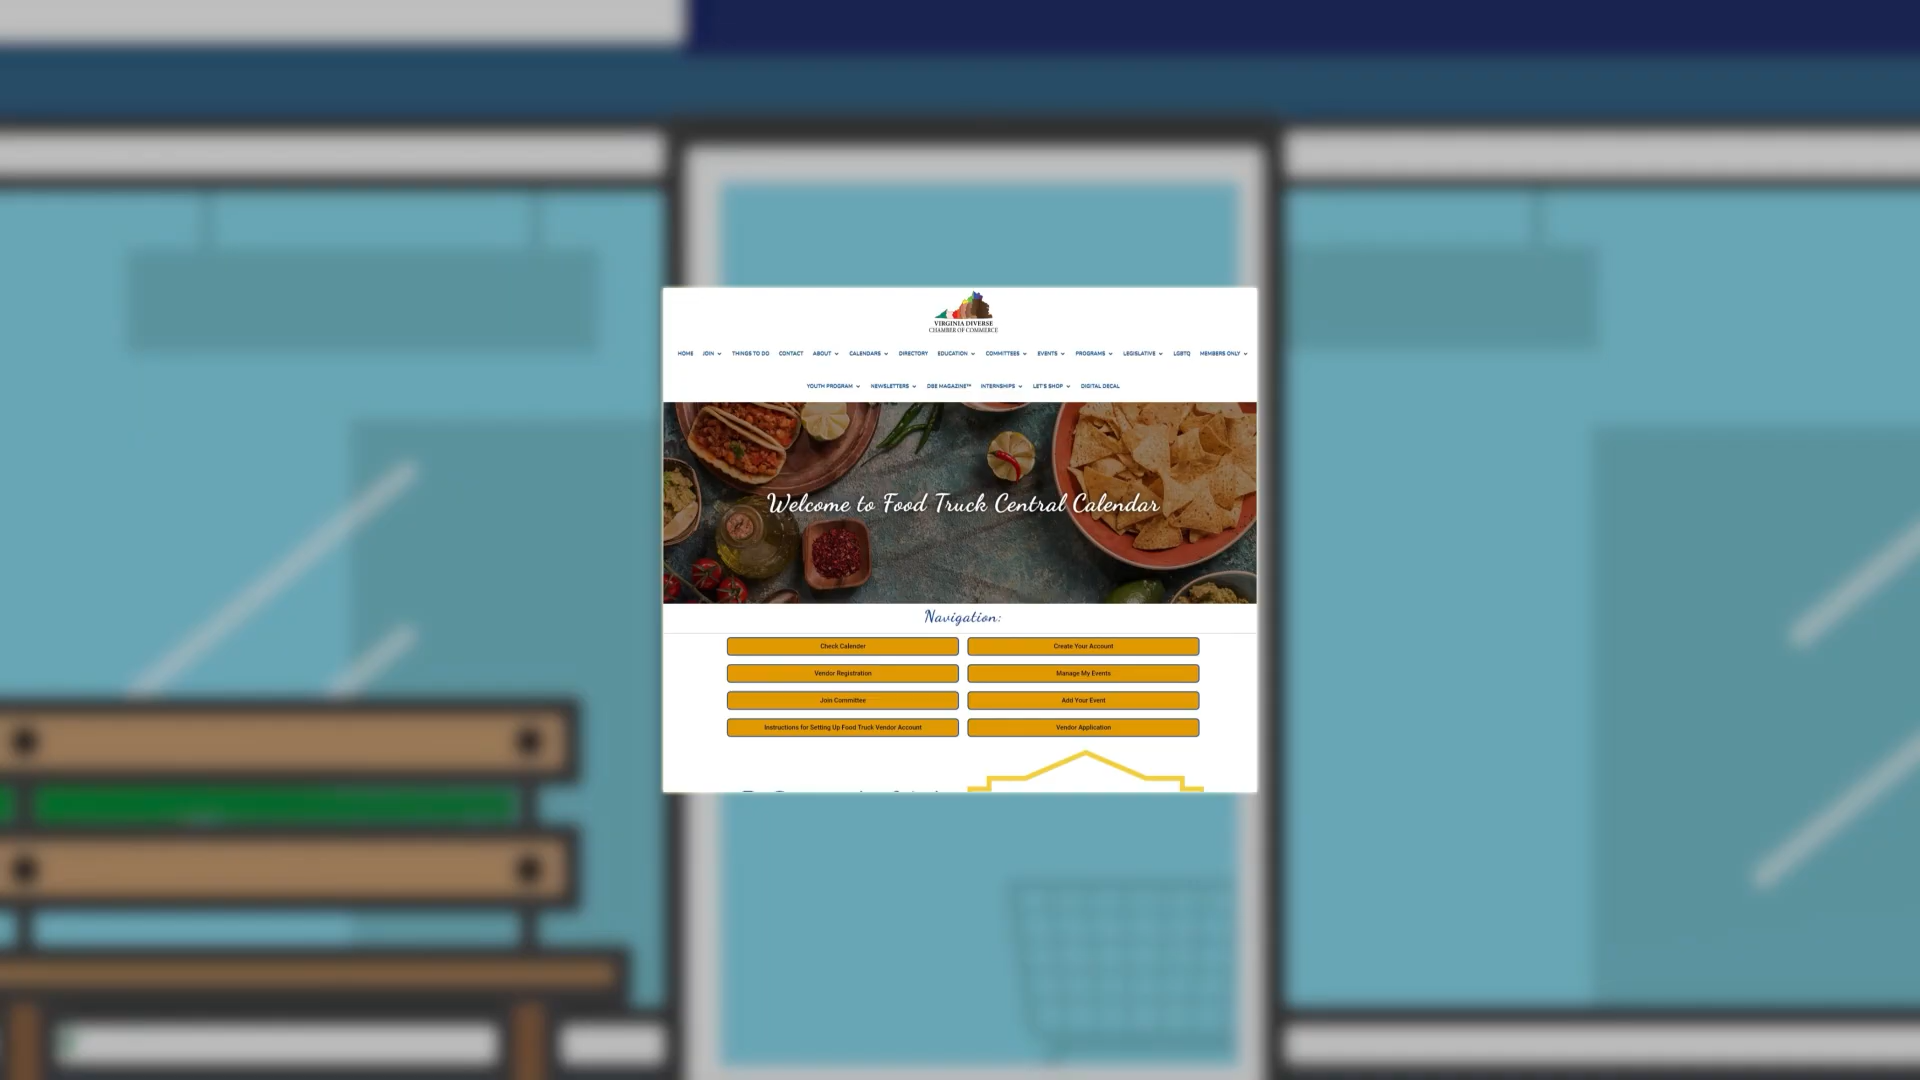 VIRGINIA DIVERSE
CHAMBER OF COMMERCE
HOME JOIN THINGS TO DO CONTACT ABOUT CALENDARS DIRECTORY EDUCATION COMMITTEES EVENTS PROGRAMS LEGISLATIVE LGBTQ MEMBERS ONLY
YOUTH PROGRAM NEWSLETTERS DBE MAGAZINE™ INTERNSHIPS LET'S SHOP DIGITAL DECAL
Welcome to Food Truck Central Calendar
Navigation:
Check Calender Create Your Account
Vendor Registration Manage My Events
Join Committee Add Your Event
Instructions for Setting Up Food Truck Vendor Account Vendor Application